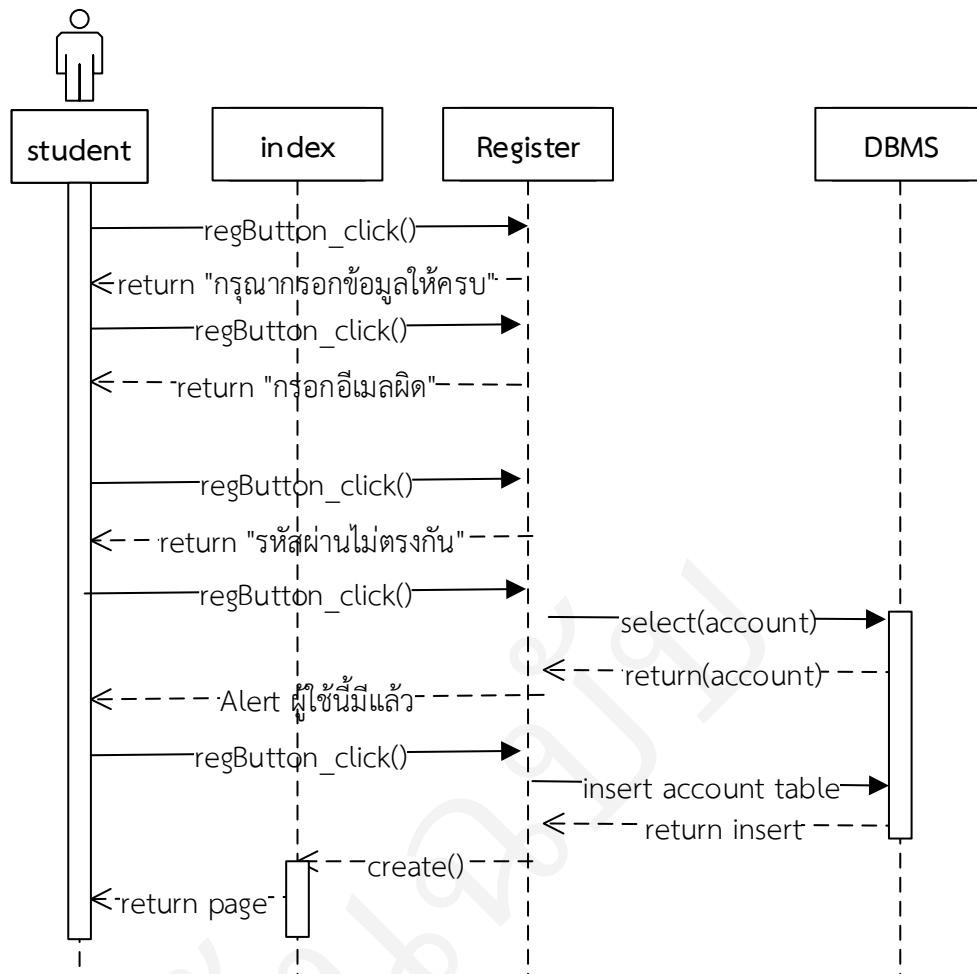 student
index
Register
DBMS
regButton_click()
return "กรุณากรอกข้อมูลให้ครบ"
regButton_click()
return "กรอกอีเมลผิด"
regButton_click()
return "รหัสผ่านไม่ตรงกัน"
regButton_click()
select(account)
return(account)
Alert ผู้ใช้นี้มีแล้ว
regButton_click()
insert account table
return insert
create()
return page